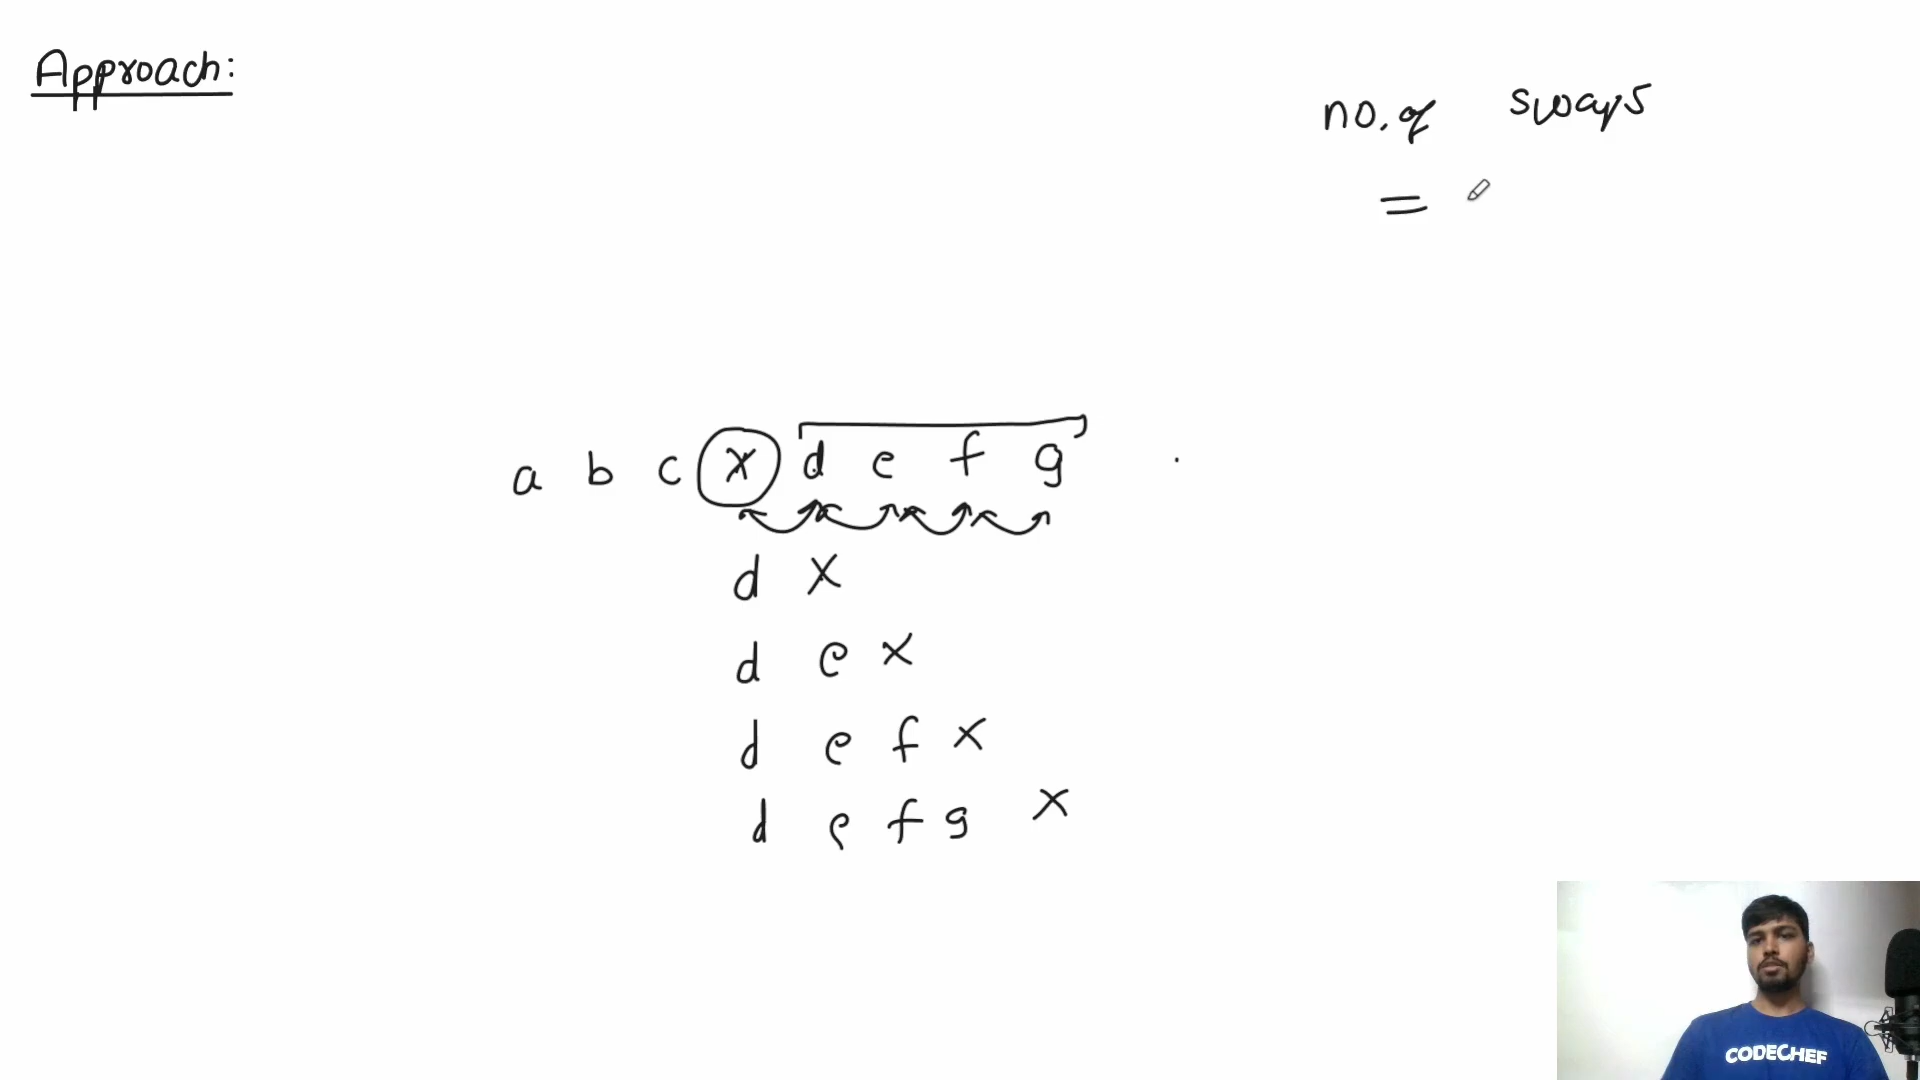 Approach:
no. of swaps
=
a b c x d e f g .
d x
d e x
d e f x
d e f g x
CODECHEF